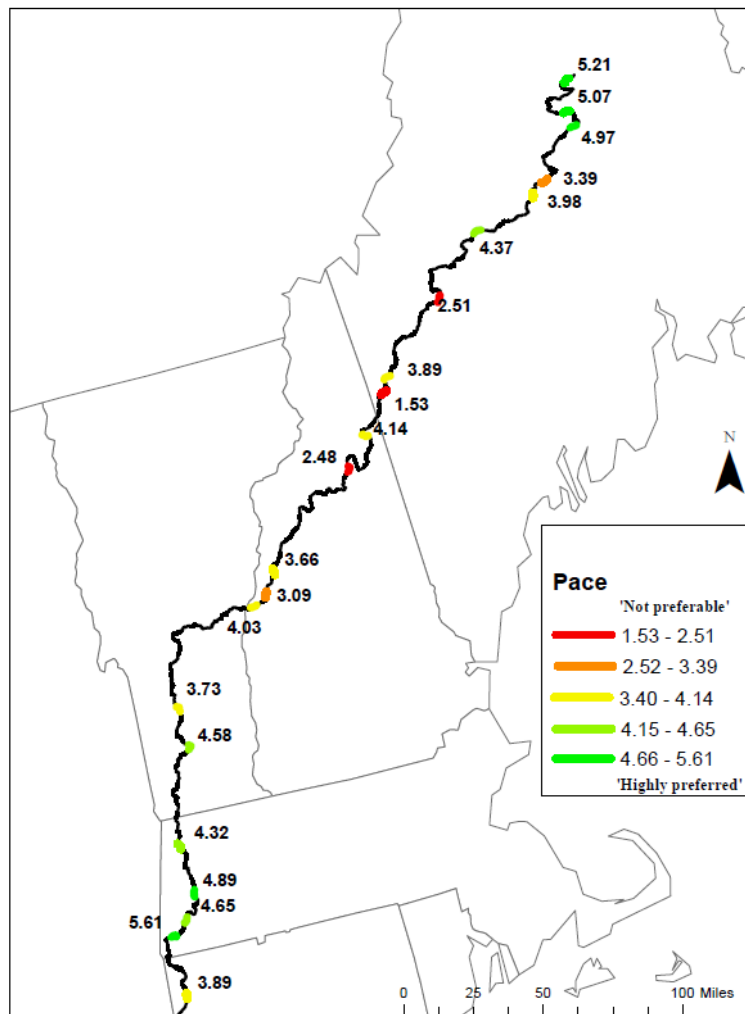 5.21
5.07
4.97
3.39
3.98
4.37
2.51
3.89
1.53
4.14
2.48
N
3.66
3.09
4.03
3.73
4.58
4.32
4.89
4.65
5.61
3.89
Pace
'Not preferable'
1.53 - 2.51
2.52 - 3.39
3.40 - 4.14
4.15 - 4.65
4.66 - 5.61
'Highly preferred'
0 25 50 100 Miles